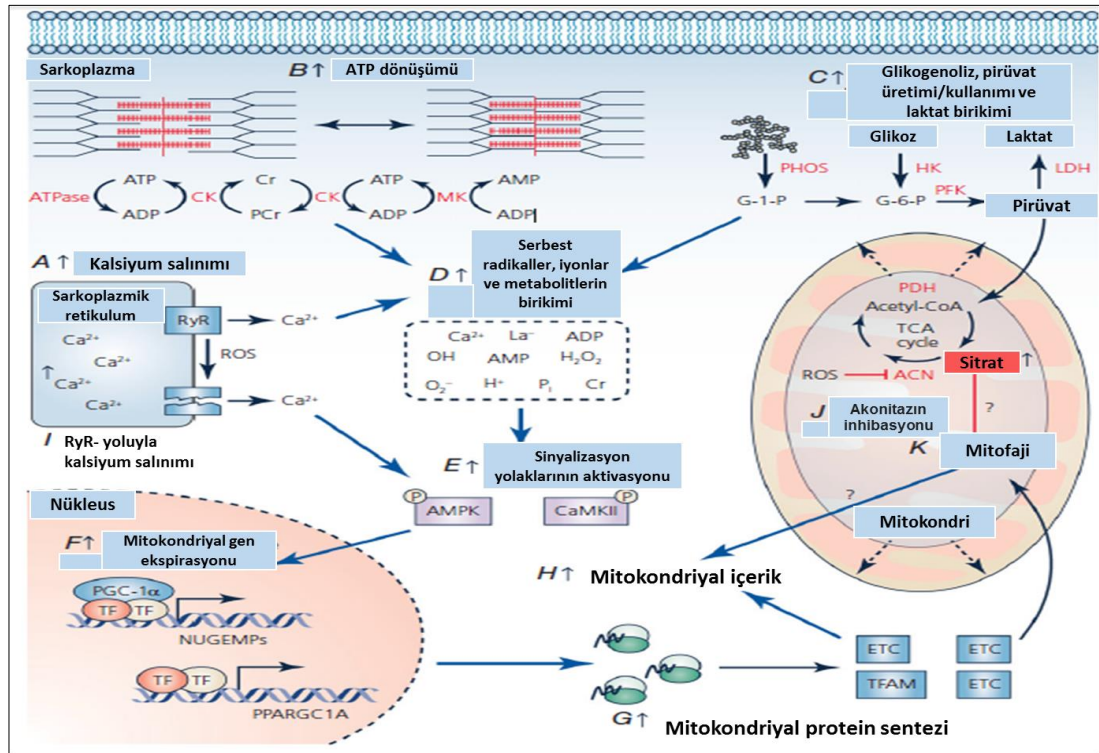 Sarkoplazma
B↑ ATP dönüşümü
C↑ Glikogenoliz, pirüvat
üretimi/kullanımı ve
laktat birikimi
Glikoz
Laktat
PHOS
HK
LDH
PFK
G-1-P
G-6-P
Pirüvat
ATPase
ATP
ADP
CK
Cr
PCr
CK
ATP
ADP
MK
AMP
ADP
A↑ Kalsiyum salınımı
Sarkoplazmik
retikulum
RyR
Ca²⁺
ROS
Ca²⁺
Ca²⁺
↑
Ca²⁺
Ca²⁺
Ca²⁺
I RyR- yoluyla
kalsiyum salınımı
D↑ Serbest
radikaller, iyonlar
ve metabolitlerin
birikimi
Ca²⁺ La⁻ ADP
OH AMP H₂O₂
O₂⁻ H⁺ Pᵢ Cr
E↑ Sinyalizasyon
yolaklarının aktivasyonu
P
AMPK
P
CaMKII
PDH
Acetyl-CoA
TCA
cycle
Sitrat ↑
ROS
ACN
?
J Akonitazın
inhibasyonu
K Mitofaji
?
Mitokondri
Nükleus
F↑ Mitokondriyal gen
ekspirasyonu
PGC-1α
TF TF
NUGEMPs
TF TF
PPARGC1A
H↑ Mitokondriyal içerik
G↑ Mitokondriyal protein sentezi
ETC
ETC
TFAM
ETC